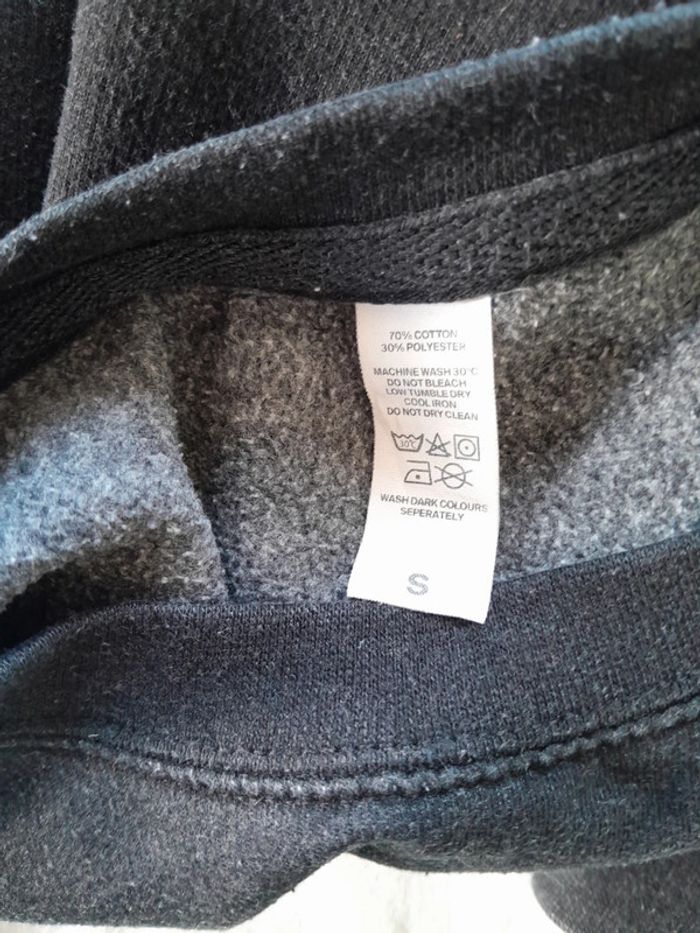 70% COTTON
30% POLYESTER
MACHINE WASH 30°C
DO NOT BLEACH
LOW TUMBLE DRY
COOL IRON
DO NOT DRY CLEAN
30°C
WASH DARK COLOURS
SEPERATELY
S